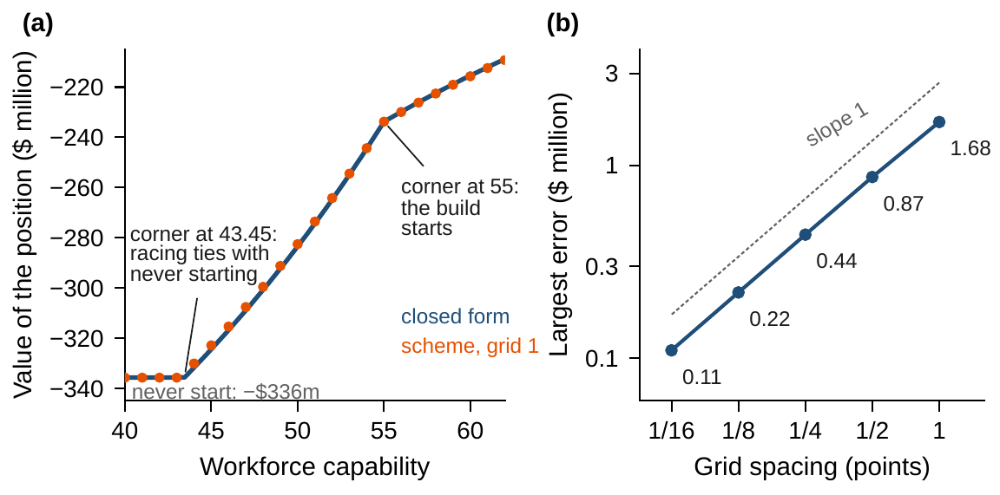 (a)
Value of the position ($ million)
−220
−240
−260
−280
−300
−320
−340
corner at 43.45:
racing ties with
never starting
corner at 55:
the build
starts
closed form
scheme, grid 1
never start: −$336m
40
45
50
55
60
Workforce capability
(b)
Largest error ($ million)
3
1
0.3
0.1
slope 1
1.68
0.87
0.44
0.22
0.11
1/16
1/8
1/4
1/2
1
Grid spacing (points)